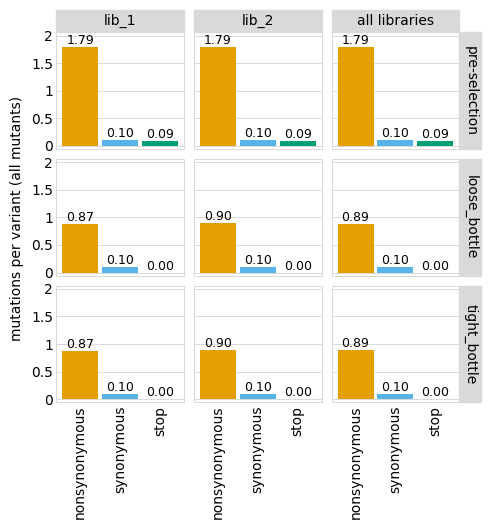 lib_1 lib_2 all libraries
mutations per variant (all mutants)
2 1.79 0.10 0.09 1.79 0.10 0.09 1.79 0.10 0.09 pre-selection
1.5
1
0.5
0
2 0.87 0.10 0.00 0.90 0.10 0.00 0.89 0.10 0.00 loose_bottle
1.5
1
0.5
0
2 0.87 0.10 0.00 0.90 0.10 0.00 0.89 0.10 0.00 tight_bottle
1.5
1
0.5
0
nonsynonymous synonymous stop nonsynonymous synonymous stop nonsynonymous synonymous stop